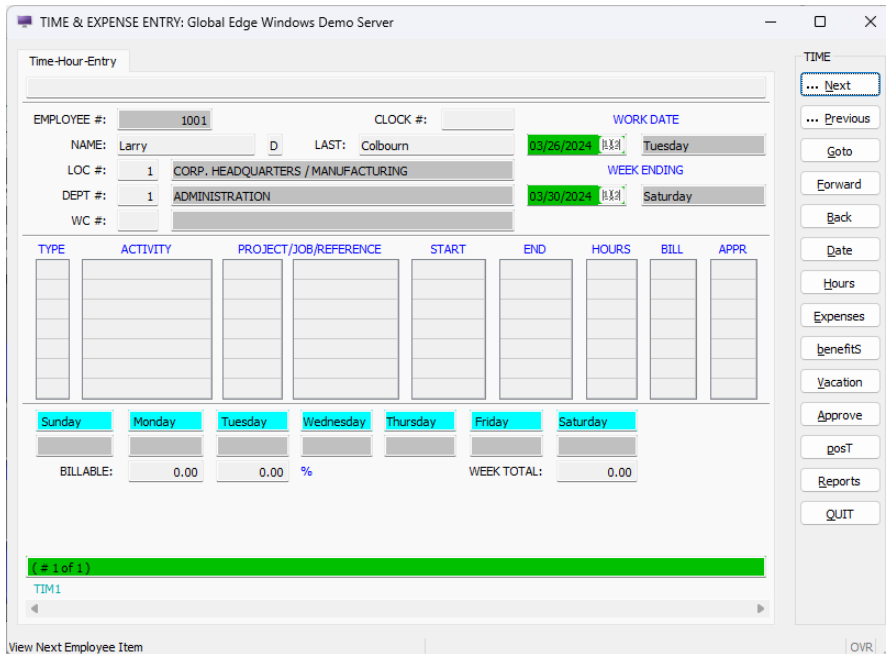 TIME & EXPENSE ENTRY: Global Edge Windows Demo Server
Time-Hour-Entry
TIME
... Next
... Previous
Goto
Forward
Back
Date
Hours
Expenses
benefitS
Vacation
Approve
posT
Reports
QUIT
EMPLOYEE #: 1001 CLOCK #: WORK DATE
NAME: Larry D LAST: Colbourn 03/26/2024 Tuesday
LOC #: 1 CORP. HEADQUARTERS / MANUFACTURING WEEK ENDING
DEPT #: 1 ADMINISTRATION 03/30/2024 Saturday
WC #:
TYPE ACTIVITY PROJECT/JOB/REFERENCE START END HOURS BILL APPR
Sunday Monday Tuesday Wednesday Thursday Friday Saturday
BILLABLE: 0.00 0.00 % WEEK TOTAL: 0.00
( # 1 of 1 )
TIM1
View Next Employee Item
OVR